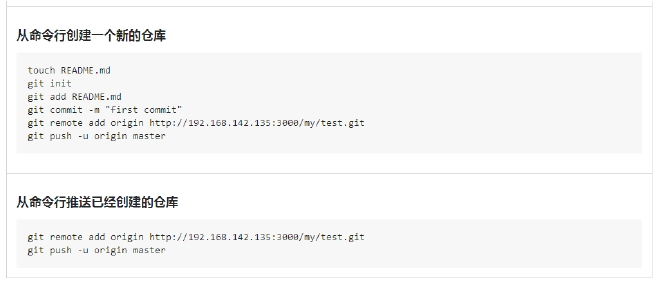 从命令行创建一个新的仓库
touch README.md
git init
git add README.md
git commit -m "first commit"
git remote add origin http://192.168.142.135:3000/my/test.git
git push -u origin master
从命令行推送已经创建的仓库
git remote add origin http://192.168.142.135:3000/my/test.git
git push -u origin master